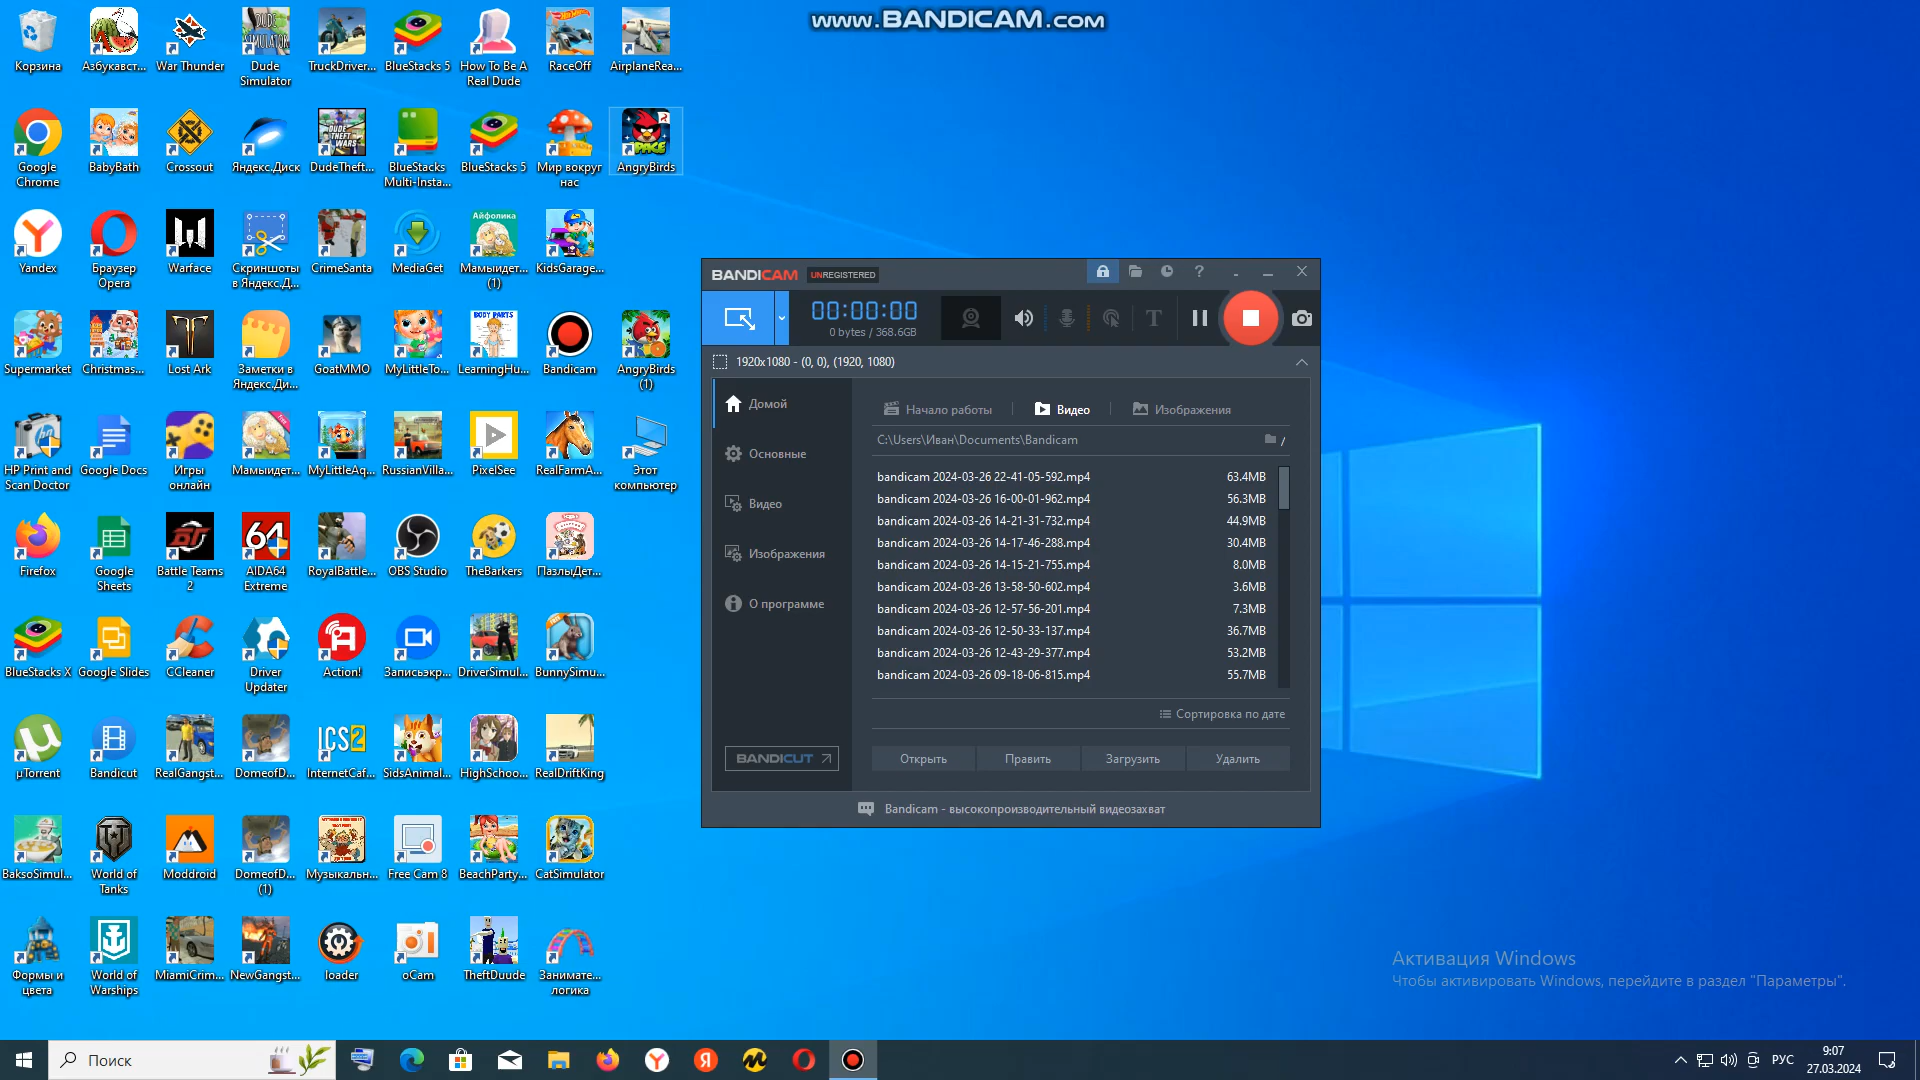 www.BANDICAM.com
Корзина
Азбукавст...
War Thunder
Dude
Simulator
TruckDriver...
BlueStacks 5
How To Be A
Real Dude
RaceOff
AirplaneRea...
Google
Chrome
BabyBath
Crossout
Яндекс.Диск
DudeTheft...
BlueStacks
Multi-Insta...
BlueStacks 5
Мир вокруг
нас
AngryBirds
Yandex
Браузер
Opera
Warface
Скриншоты
в Яндекс.Д...
CrimeSanta
MediaGet
Айфолика
Мамыидет...
(1)
KidsGarage...
Supermarket
Christmas...
Lost Ark
Заметки в
Яндекс.Ди...
GoatMMO
MyLittleTo...
BODY PARTS
LearningHu...
Bandicam
AngryBirds
(1)
HP Print and
Scan Doctor
Google Docs
Игры
онлайн
Мамыидет...
MyLittleAq...
RussianVilla...
PixelSee
RealFarmA...
Этот
компьютер
Firefox
Google
Sheets
Battle Teams
2
64
AIDA64
Extreme
RoyalBattle...
OBS Studio
TheBarkers
ПазлыДет...
BlueStacks X
Google Slides
CCleaner
Driver
Updater
Action!
Записьэкр...
DriverSimul...
BunnySimu...
µTorrent
Bandicut
RealGangst...
DomeofD...
ICS2
InternetCaf...
SidsAnimal...
HighSchoo...
RealDriftKing
BaksoSimul...
World of
Tanks
Moddroid
DomeofD...
(1)
Музыкальн...
Free Cam 8
BeachParty...
CatSimulator
Формы и
цвета
World of
Warships
MiamiCrim...
NewGangst...
loader
oCam
TheftDuude
Занимате...
логика
BANDICAM UNREGISTERED
00:00:00
0 bytes / 368.6GB
1920x1080 - (0, 0), (1920, 1080)
Домой
Основные
Видео
Изображения
О программе
BANDICUT
Начало работы
Видео
Изображения
C:\Users\Иван\Documents\Bandicam
/
bandicam 2024-03-26 22-41-05-592.mp4 63.4MB
bandicam 2024-03-26 16-00-01-962.mp4 56.3MB
bandicam 2024-03-26 14-21-31-732.mp4 44.9MB
bandicam 2024-03-26 14-17-46-288.mp4 30.4MB
bandicam 2024-03-26 14-15-21-755.mp4 8.0MB
bandicam 2024-03-26 13-58-50-602.mp4 3.6MB
bandicam 2024-03-26 12-57-56-201.mp4 7.3MB
bandicam 2024-03-26 12-50-33-137.mp4 36.7MB
bandicam 2024-03-26 12-43-29-377.mp4 53.2MB
bandicam 2024-03-26 09-18-06-815.mp4 55.7MB
Сортировка по дате
Открыть
Править
Загрузить
Удалить
Bandicam - высокопроизводительный видеозахват
Активация Windows
Чтобы активировать Windows, перейдите в раздел "Параметры".
Поиск
РУС
9:07
27.03.2024